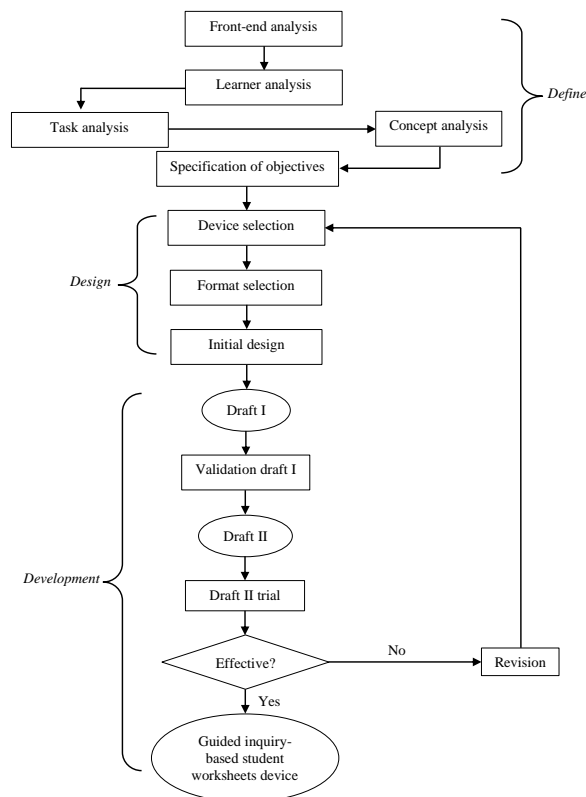 Front-end analysis
Learner analysis
Define
Task analysis
Concept analysis
Specification of objectives
Device selection
Design
Format selection
Initial design
Draft I
Validation draft I
Draft II
Development
Draft II trial
Effective?
No
Revision
Yes
Guided inquiry-
based student
worksheets device